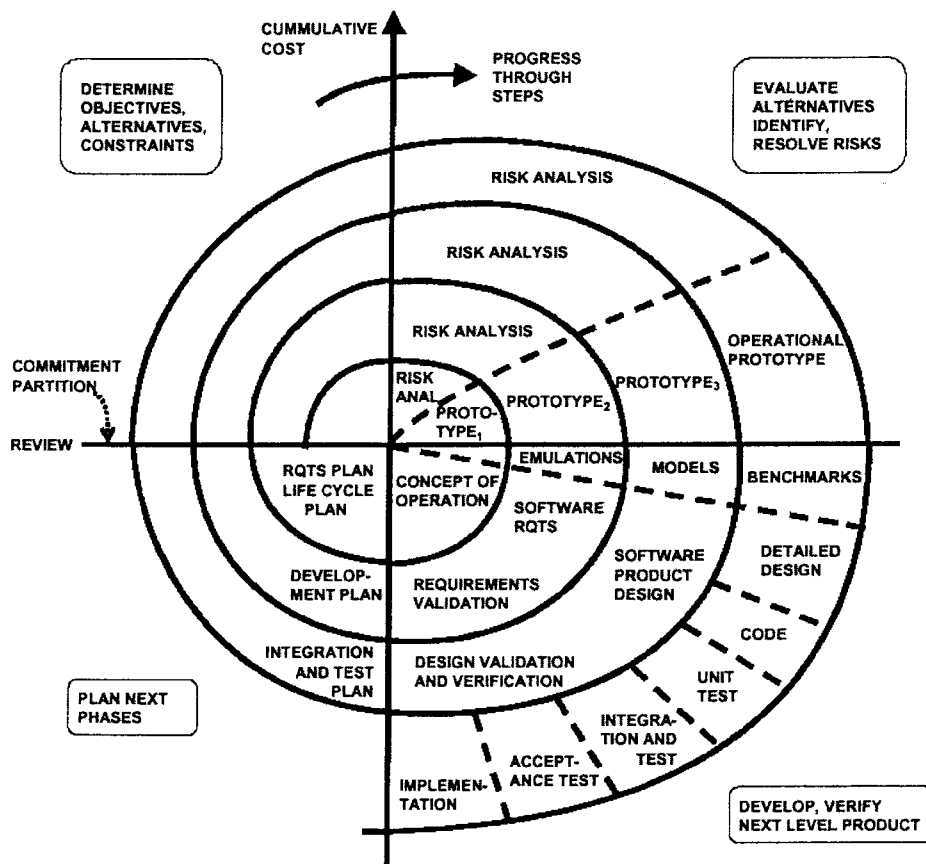 CUMMULATIVE
COST
PROGRESS
THROUGH
STEPS
DETERMINE
OBJECTIVES,
ALTERNATIVES,
CONSTRAINTS
EVALUATE
ALTERNATIVES
IDENTIFY,
RESOLVE RISKS
RISK ANALYSIS
RISK ANALYSIS
RISK ANALYSIS
RISK
ANAL.
COMMITMENT
PARTITION
REVIEW
PROTO-
TYPE1
PROTOTYPE2
PROTOTYPE3
OPERATIONAL
PROTOTYPE
EMULATIONS
MODELS
BENCHMARKS
RQTS PLAN
LIFE CYCLE
PLAN
CONCEPT OF
OPERATION
SOFTWARE
RQTS
SOFTWARE
PRODUCT
DESIGN
DETAILED
DESIGN
DEVELOP-
MENT PLAN
REQUIREMENTS
VALIDATION
CODE
INTEGRATION
AND TEST
PLAN
DESIGN VALIDATION
AND VERIFICATION
UNIT
TEST
PLAN NEXT
PHASES
INTEGRA-
TION AND
TEST
ACCEPT-
ANCE TEST
IMPLEMEN-
TATION
DEVELOP, VERIFY
NEXT LEVEL PRODUCT